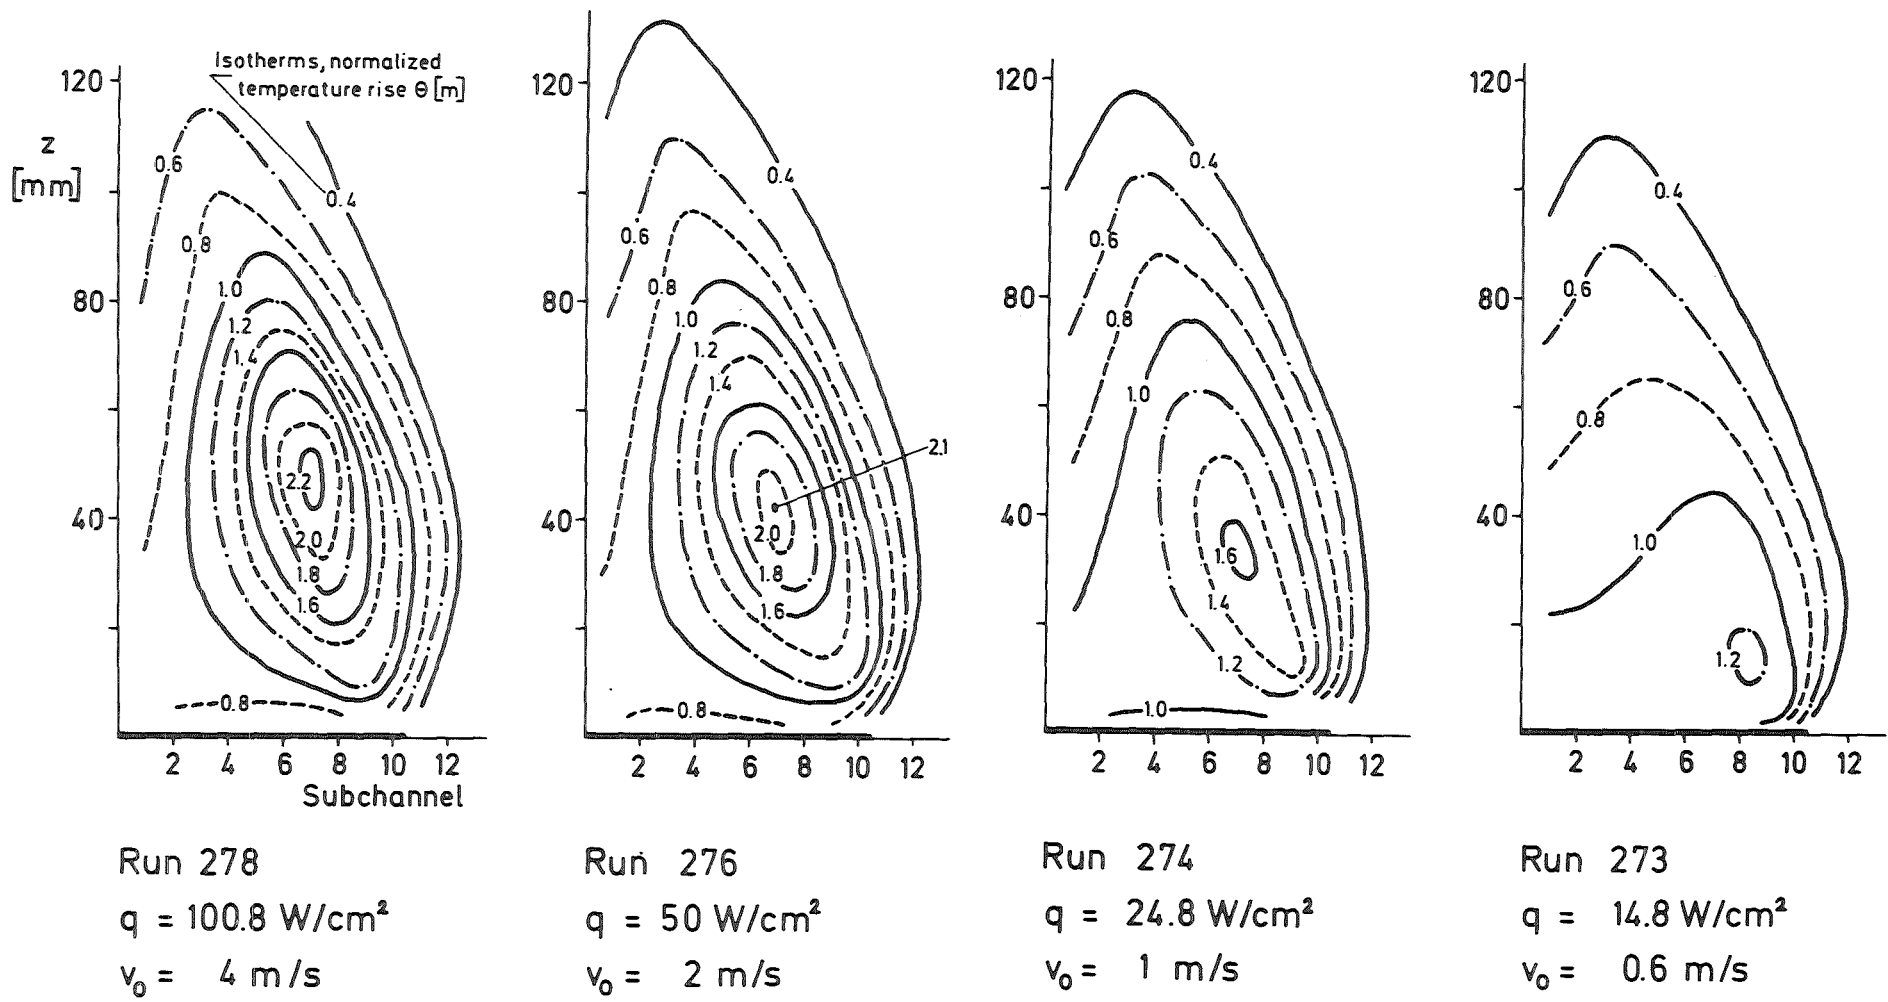 Isotherms, normalized
temperature rise Θ [m]
z
[mm]
120
80
40
0.6
0.4
0.8
1.0
1.2
1.4
2.2
2.0
1.8
1.6
0.8
2 4 6 8 10 12
Subchannel
Run 278
q = 100.8 W/cm²
v₀ = 4 m/s
120
80
40
0.4
0.6
0.8
1.0
1.2
1.4
2.1
2.0
1.8
1.6
0.8
2 4 6 8 10 12
Run 276
q = 50 W/cm²
v₀ = 2 m/s
120
80
40
0.4
0.6
0.8
1.0
1.6
1.4
1.2
1.0
2 4 6 8 10 12
Run 274
q = 24.8 W/cm²
v₀ = 1 m/s
120
80
40
0.4
0.6
0.8
1.0
1.2
2 4 6 8 10 12
Run 273
q = 14.8 W/cm²
v₀ = 0.6 m/s